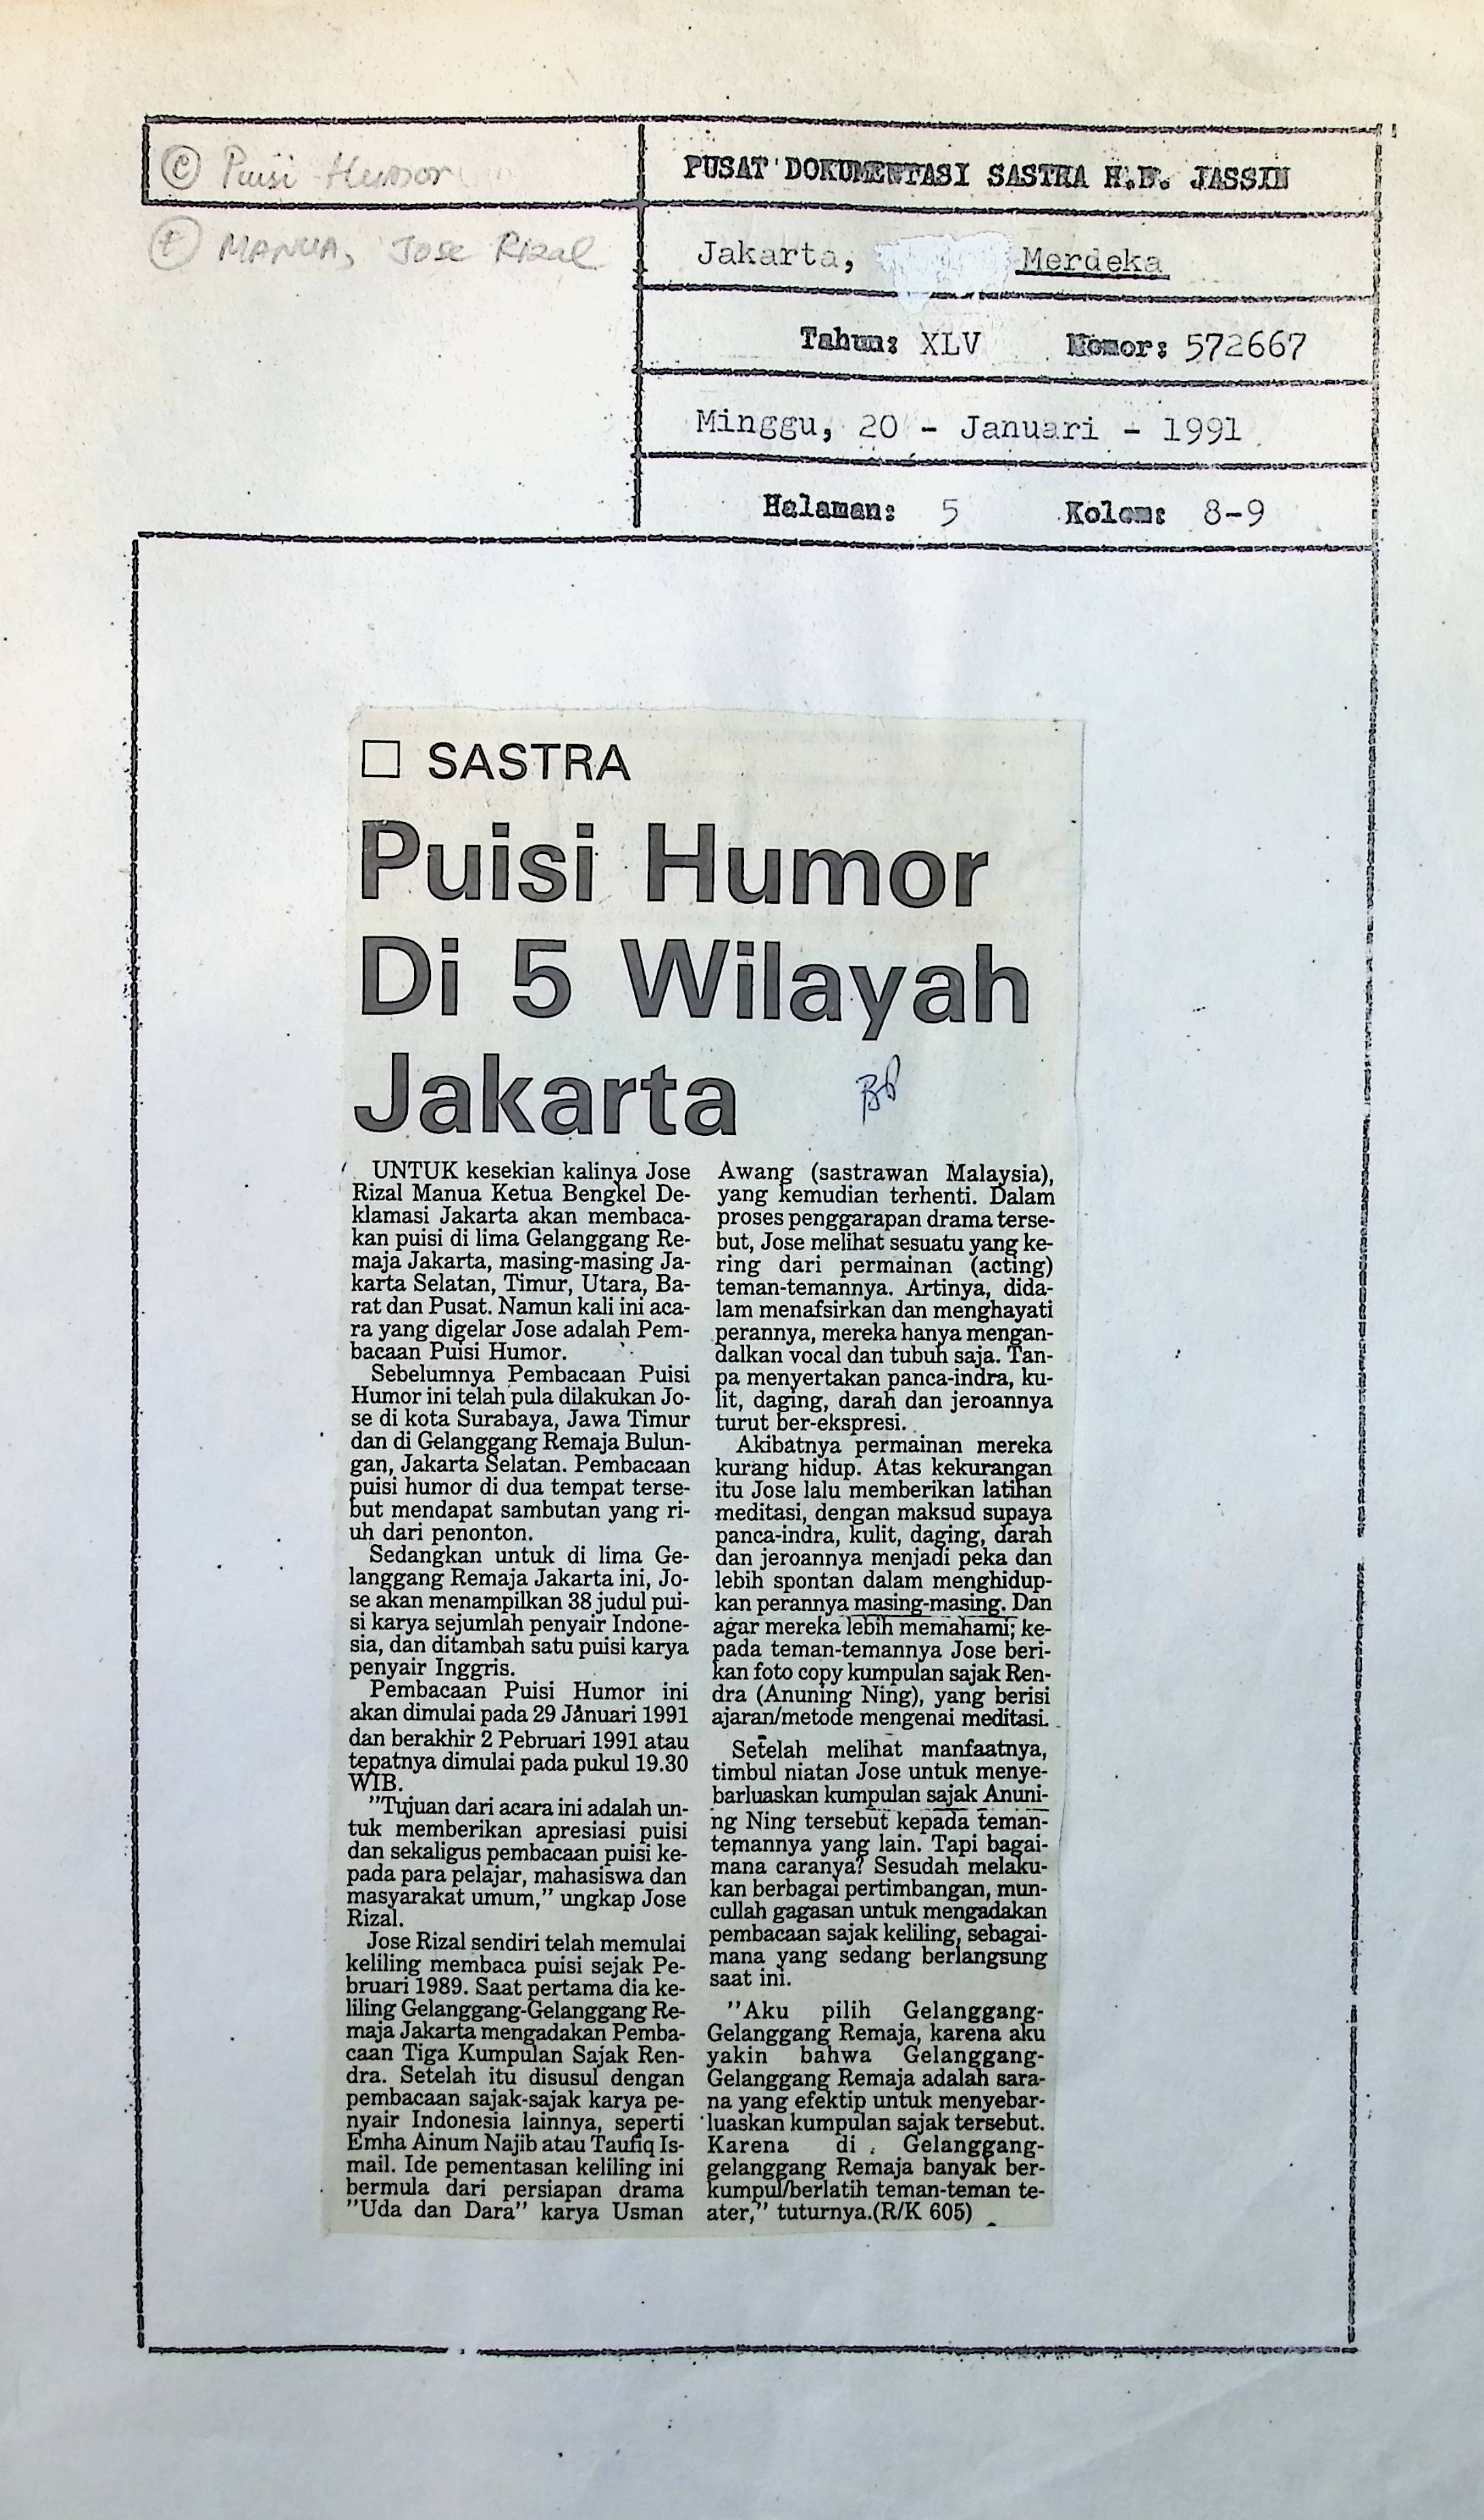 © Puisi Humor
PUSAT DOKUMENTASI SASTRA H.B. JASSIN
MANUA, Jose Rizal
Jakarta, Merdeka
Tahun: XLV Nomor: 572667
Minggu, 20 - Januari - 1991
Halaman: 5 Kolom: 8-9
□ SASTRA
Puisi Humor
Di 5 Wilayah
Jakarta
UNTUK kesekian kalinya Jose
Rizal Manua Ketua Bengkel De-
klamasi Jakarta akan membaca-
kan puisi di lima Gelanggang Re-
maja Jakarta, masing-masing Ja-
karta Selatan, Timur, Utara, Ba-
rat dan Pusat. Namun kali ini aca-
ra yang digelar Jose adalah Pem-
bacaan Puisi Humor.
Sebelumnya Pembacaan Puisi
Humor ini telah pula dilakukan Jo-
se di kota Surabaya, Jawa Timur
dan di Gelanggang Remaja Bulun-
gan, Jakarta Selatan. Pembacaan
puisi humor di dua tempat terse-
but mendapat sambutan yang ri-
uh dari penonton.
Sedangkan untuk di lima Ge-
langgang Remaja Jakarta ini, Jo-
se akan menampilkan 38 judul pui-
si karya sejumlah penyair Indone-
sia, dan ditambah satu puisi karya
penyair Inggris.
Pembacaan Puisi Humor ini
akan dimulai pada 29 Januari 1991
dan berakhir 2 Pebruari 1991 atau
tepatnya dimulai pada pukul 19.30
WIB.
"Tujuan dari acara ini adalah un-
tuk memberikan apresiasi puisi
dan sekaligus pembacaan puisi ke-
pada para pelajar, mahasiswa dan
masyarakat umum," ungkap Jose
Rizal.
Jose Rizal sendiri telah memulai
keliling membaca puisi sejak Pe-
bruari 1989. Saat pertama dia ke-
liling Gelanggang-Gelanggang Re-
maja Jakarta mengadakan Pemba-
caan Tiga Kumpulan Sajak Ren-
dra. Setelah itu disusul dengan
pembacaan sajak-sajak karya pe-
nyair Indonesia lainnya, seperti
Emha Ainum Najib atau Taufiq Is-
mail. Ide pementasan keliling ini
bermula dari persiapan drama
"Uda dan Dara" karya Usman
Awang (sastrawan Malaysia),
yang kemudian terhenti. Dalam
proses penggarapan drama terse-
but, Jose melihat sesuatu yang ke-
ring dari permainan (acting)
teman-temannya. Artinya, dida-
lam menafsirkan dan menghayati
perannya, mereka hanya mengan-
dalkan vocal dan tubuh saja. Tan-
pa menyertakan panca-indra, ku-
lit, daging, darah dan jeroannya
turut ber-ekspresi.
Akibatnya permainan mereka
kurang hidup. Atas kekurangan
itu Jose lalu memberikan latihan
meditasi, dengan maksud supaya
panca-indra, kulit, daging, darah
dan jeroannya menjadi peka dan
lebih spontan dalam menghidup-
kan perannya masing-masing. Dan
agar mereka lebih memahami; ke-
pada teman-temannya Jose beri-
kan foto copy kumpulan sajak Ren-
dra (Anuning Ning), yang berisi
ajaran/metode mengenai meditasi.
Setelah melihat manfaatnya,
timbul niatan Jose untuk menye-
barluaskan kumpulan sajak Anuni-
ng Ning tersebut kepada teman-
temannya yang lain. Tapi bagai-
mana caranya? Sesudah melaku-
kan berbagai pertimbangan, mun-
cullah gagasan untuk mengadakan
pembacaan sajak keliling, sebagai-
mana yang sedang berlangsung
saat ini.
"Aku pilih Gelanggang-
Gelanggang Remaja, karena aku
yakin bahwa Gelanggang-
Gelanggang Remaja adalah sara-
na yang efektip untuk menyebar-
luaskan kumpulan sajak tersebut.
Karena di Gelanggang-
gelanggang Remaja banyak ber-
kumpul/berlatih teman-teman te-
ater," tuturnya.(R/K 605)